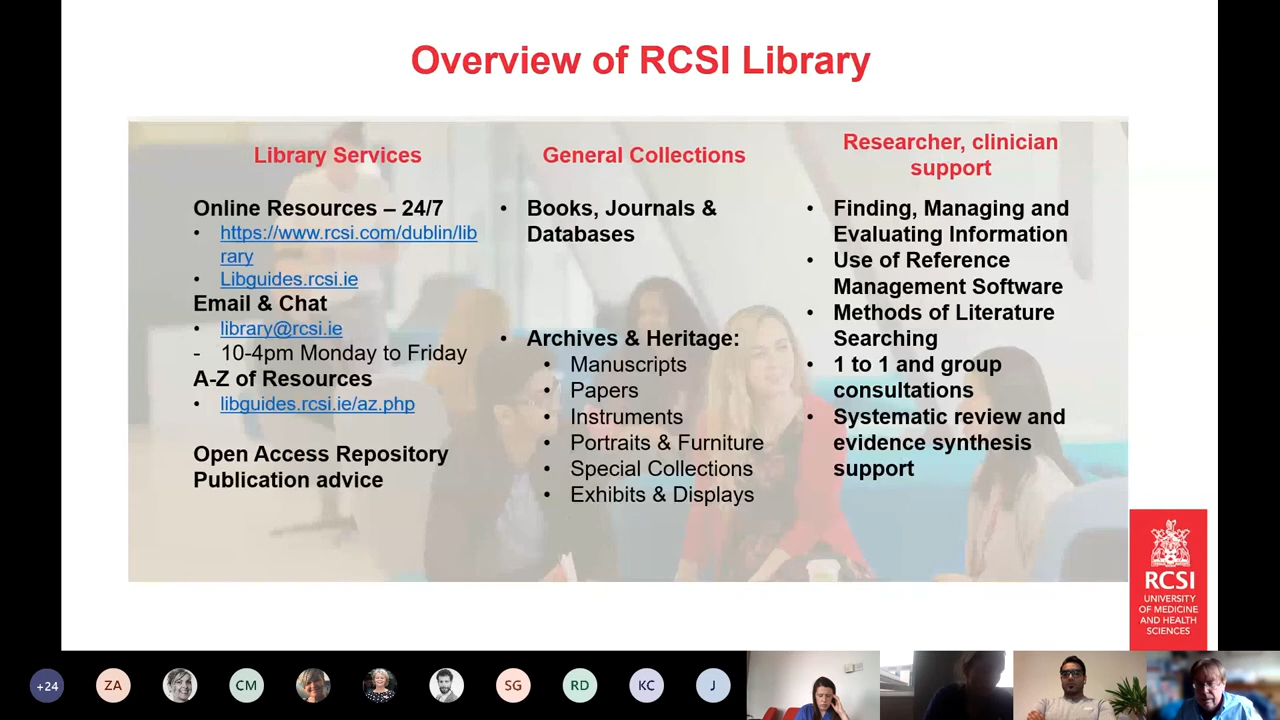 Overview of RCSI Library
Library Services
Online Resources – 24/7
• https://www.rcsi.com/dublin/lib
rary
• Libguides.rcsi.ie
Email & Chat
• library@rcsi.ie
- 10-4pm Monday to Friday
A-Z of Resources
• libguides.rcsi.ie/az.php
Open Access Repository
Publication advice
General Collections
• Books, Journals &
Databases
• Archives & Heritage:
• Manuscripts
• Papers
• Instruments
• Portraits & Furniture
• Special Collections
• Exhibits & Displays
Researcher, clinician
support
• Finding, Managing and
Evaluating Information
• Use of Reference
Management Software
• Methods of Literature
Searching
• 1 to 1 and group
consultations
• Systematic review and
evidence synthesis
support
RCSI
UNIVERSITY
OF MEDICINE
AND HEALTH
SCIENCES
+24
ZA
CM
SG
RD
KC
J